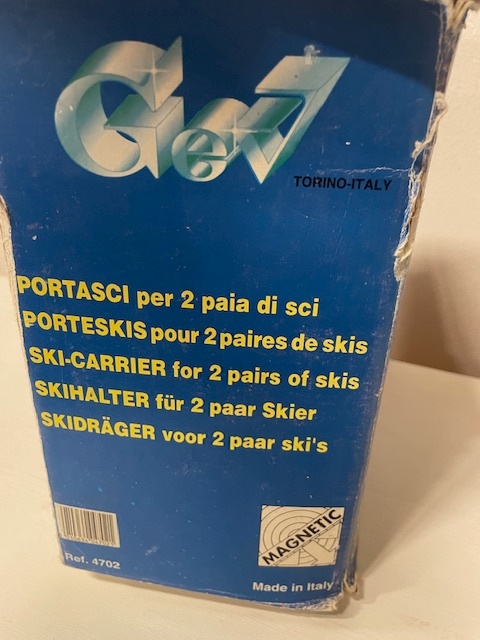 Gev
TORINO-ITALY
PORTASCI per 2 paia di sci
PORTESKIS pour 2 paires de skis
SKI-CARRIER for 2 pairs of skis
SKIHALTER für 2 paar Skier
SKIDRÄGER voor 2 paar ski's
MAGNETIC
Ref. 4702
Made in Italy